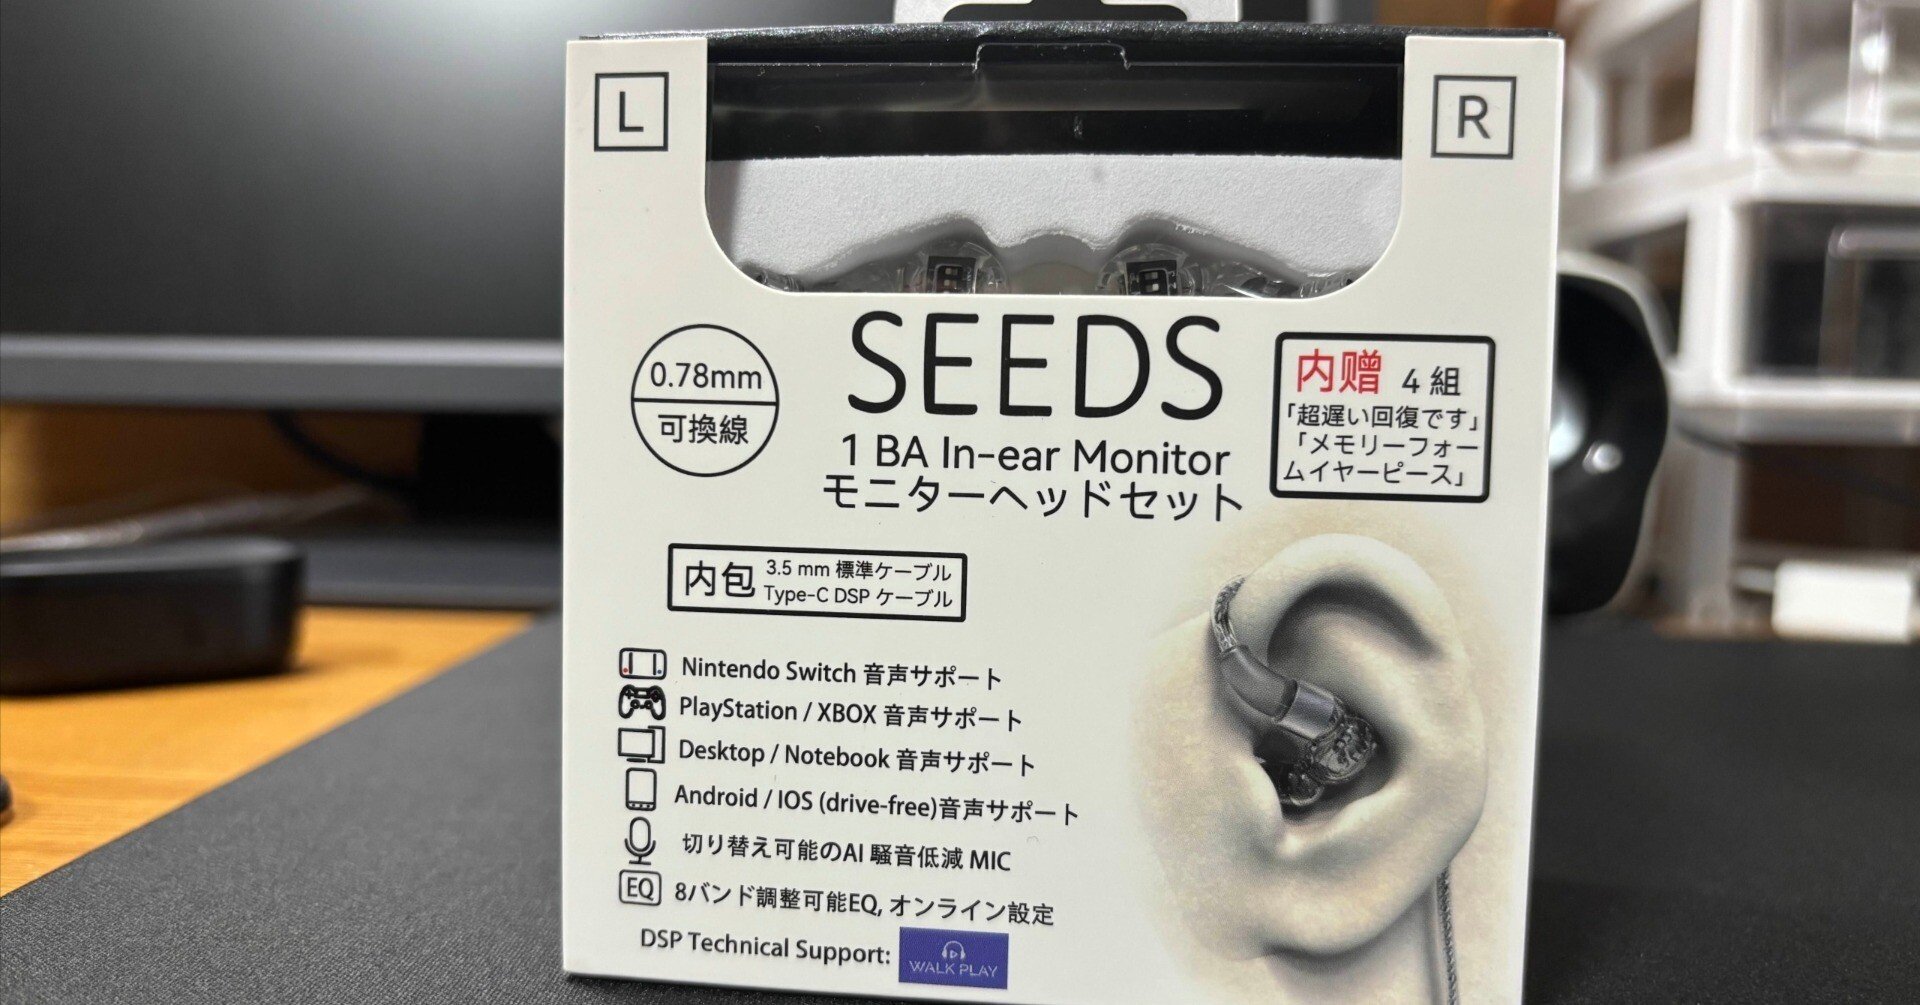 L
R
SEEDS
0.78mm
可換線
1 BA In-ear Monitor
モニターヘッドセット
内赠 4 組
「超遅い回復です」
「メモリーフォー
ムイヤーピース」
内包
3.5 mm 標準ケーブル
Type-C DSP ケーブル
Nintendo Switch 音声サポート
PlayStation / XBOX 音声サポート
Desktop / Notebook 音声サポート
Android / IOS (drive-free)音声サポート
切り替え可能のAI 騒音低減 MIC
EQ 8バンド調整可能EQ, オンライン設定
DSP Technical Support: WALK PLAY